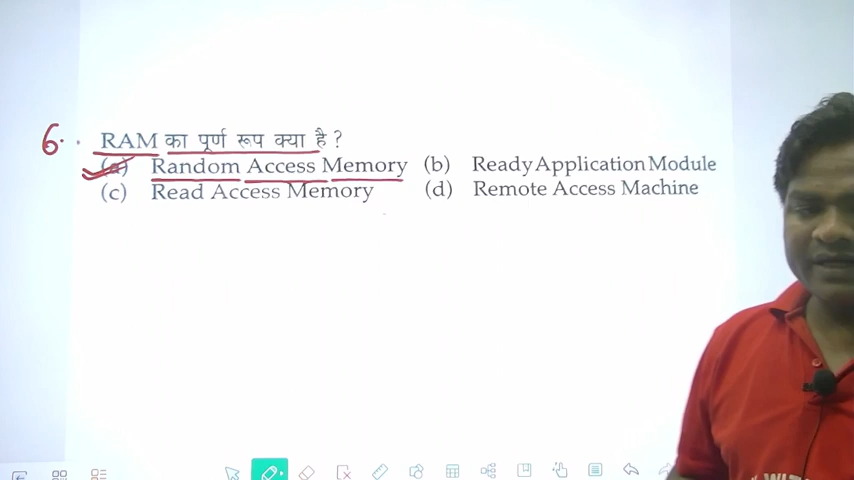 6. RAM का पूर्ण रूप क्या है ?
(a) Random Access Memory (b) Ready Application Module
(c) Read Access Memory (d) Remote Access Machine